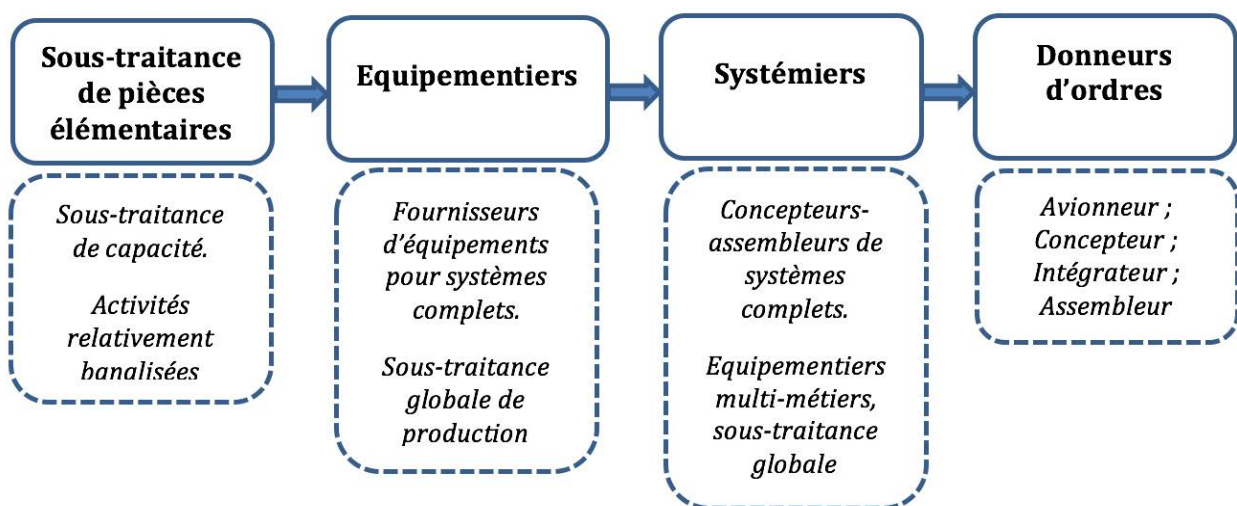 Sous-traitance
de pièces
élémentaires
Equipementiers
Systémiers
Donneurs
d'ordres
Sous-traitance
de capacité.
Activités
relativement
banalisées
Fournisseurs
d'équipements
pour systèmes
complets.
Sous-traitance
globale de
production
Concepteurs-
assembleurs de
systèmes
complets.
Equipementiers
multi-métiers,
sous-traitance
globale
Avionneur ;
Concepteur ;
Intégrateur ;
Assembleur